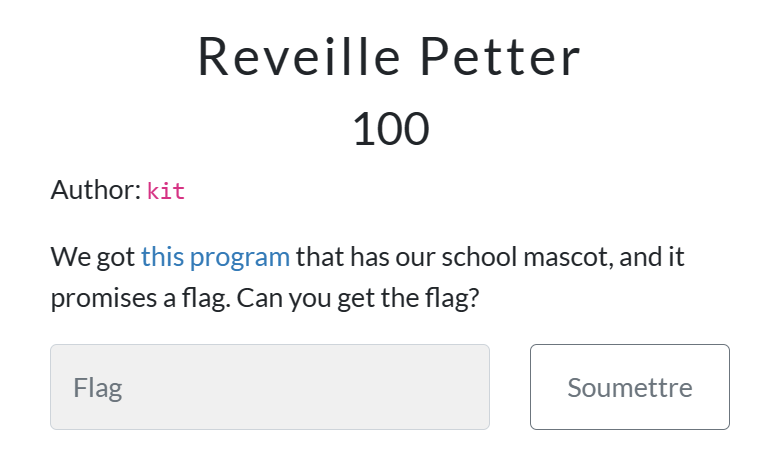 Reveille Petter
100
Author: kit
We got this program that has our school mascot, and it
promises a flag. Can you get the flag?
Flag
Soumettre